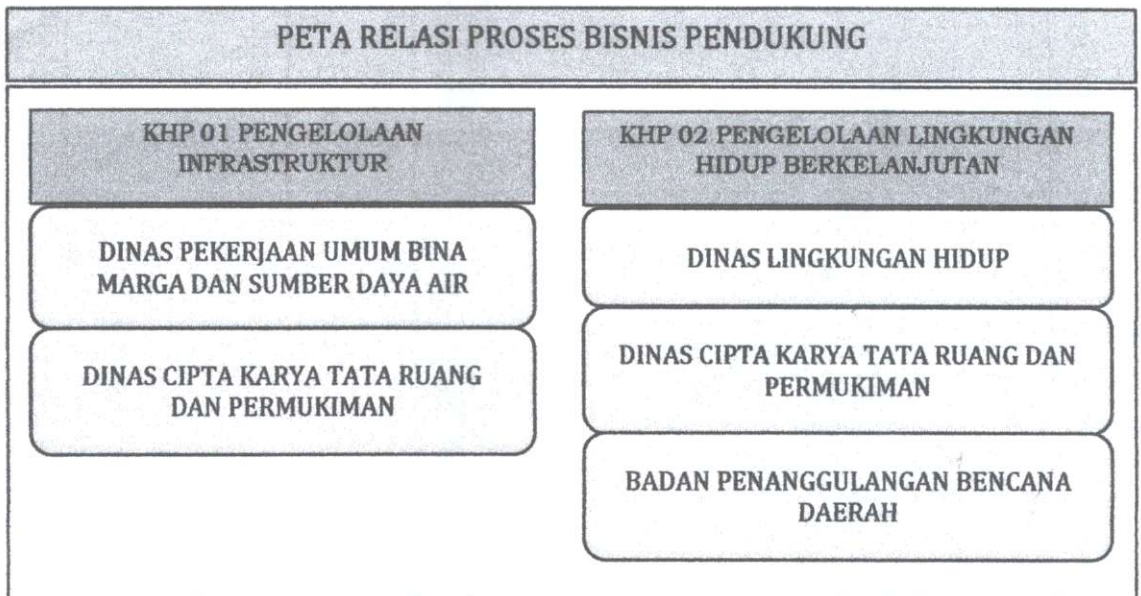 PETA RELASI PROSES BISNIS PENDUKUNG
KHP 01 PENGELOLAAN
INFRASTRUKTUR
DINAS PEKERJAAN UMUM BINA
MARGA DAN SUMBER DAYA AIR
DINAS CIPTA KARYA TATA RUANG
DAN PERMUKIMAN
KHP 02 PENGELOLAAN LINGKUNGAN
HIDUP BERKELANJUTAN
DINAS LINGKUNGAN HIDUP
DINAS CIPTA KARYA TATA RUANG DAN
PERMUKIMAN
BADAN PENANGGULANGAN BENCANA
DAERAH